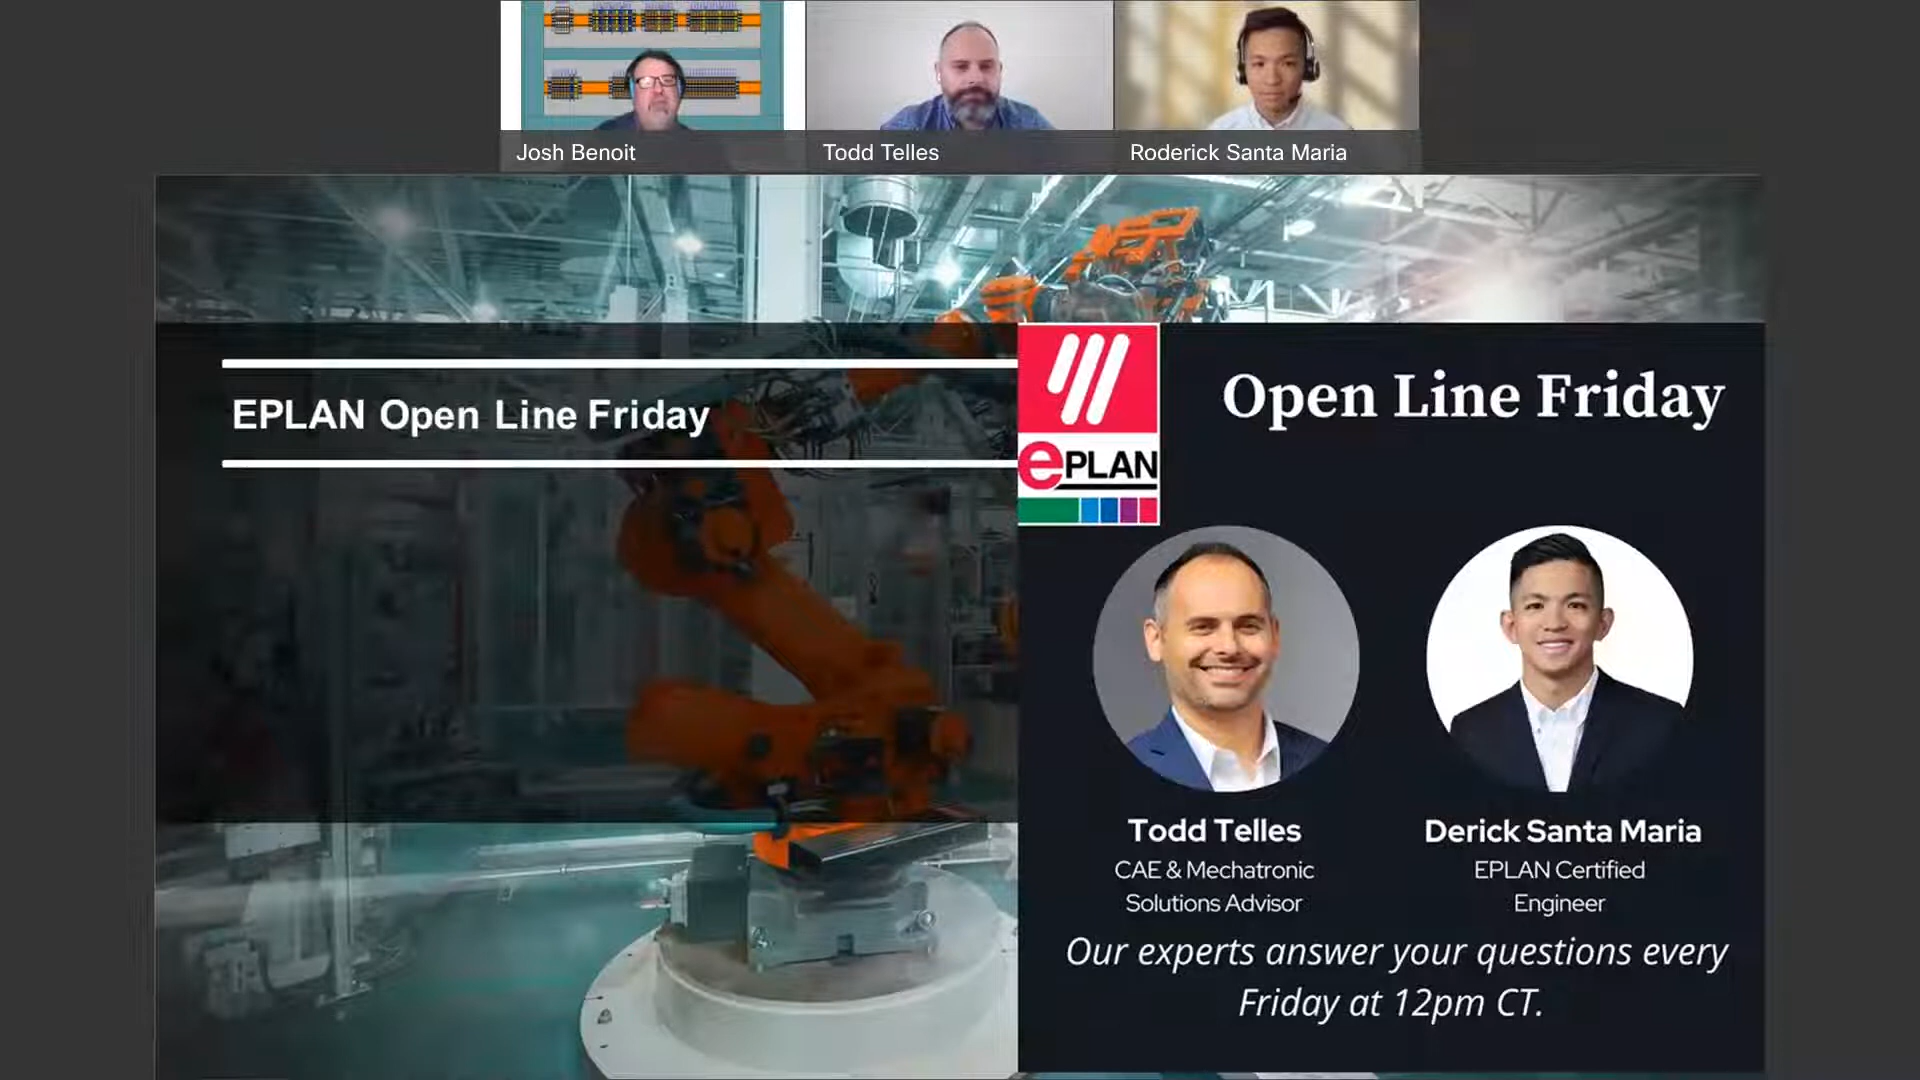 Josh Benoit
Todd Telles
Roderick Santa Maria
EPLAN Open Line Friday
ePLAN
Open Line Friday
Todd Telles
CAE & Mechatronic
Solutions Advisor
Derick Santa Maria
EPLAN Certified
Engineer
Our experts answer your questions every
Friday at 12pm CT.